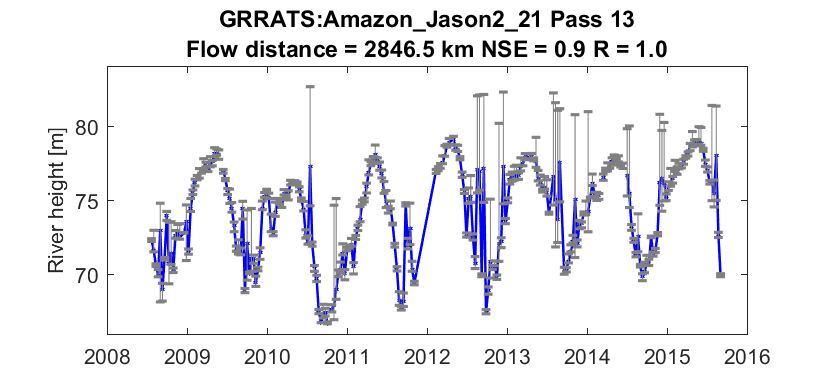 GRRATS:Amazon_Jason2_21 Pass 13
Flow distance = 2846.5 km NSE = 0.9 R = 1.0
River height [m]
80
75
70
2008 2009 2010 2011 2012 2013 2014 2015 2016